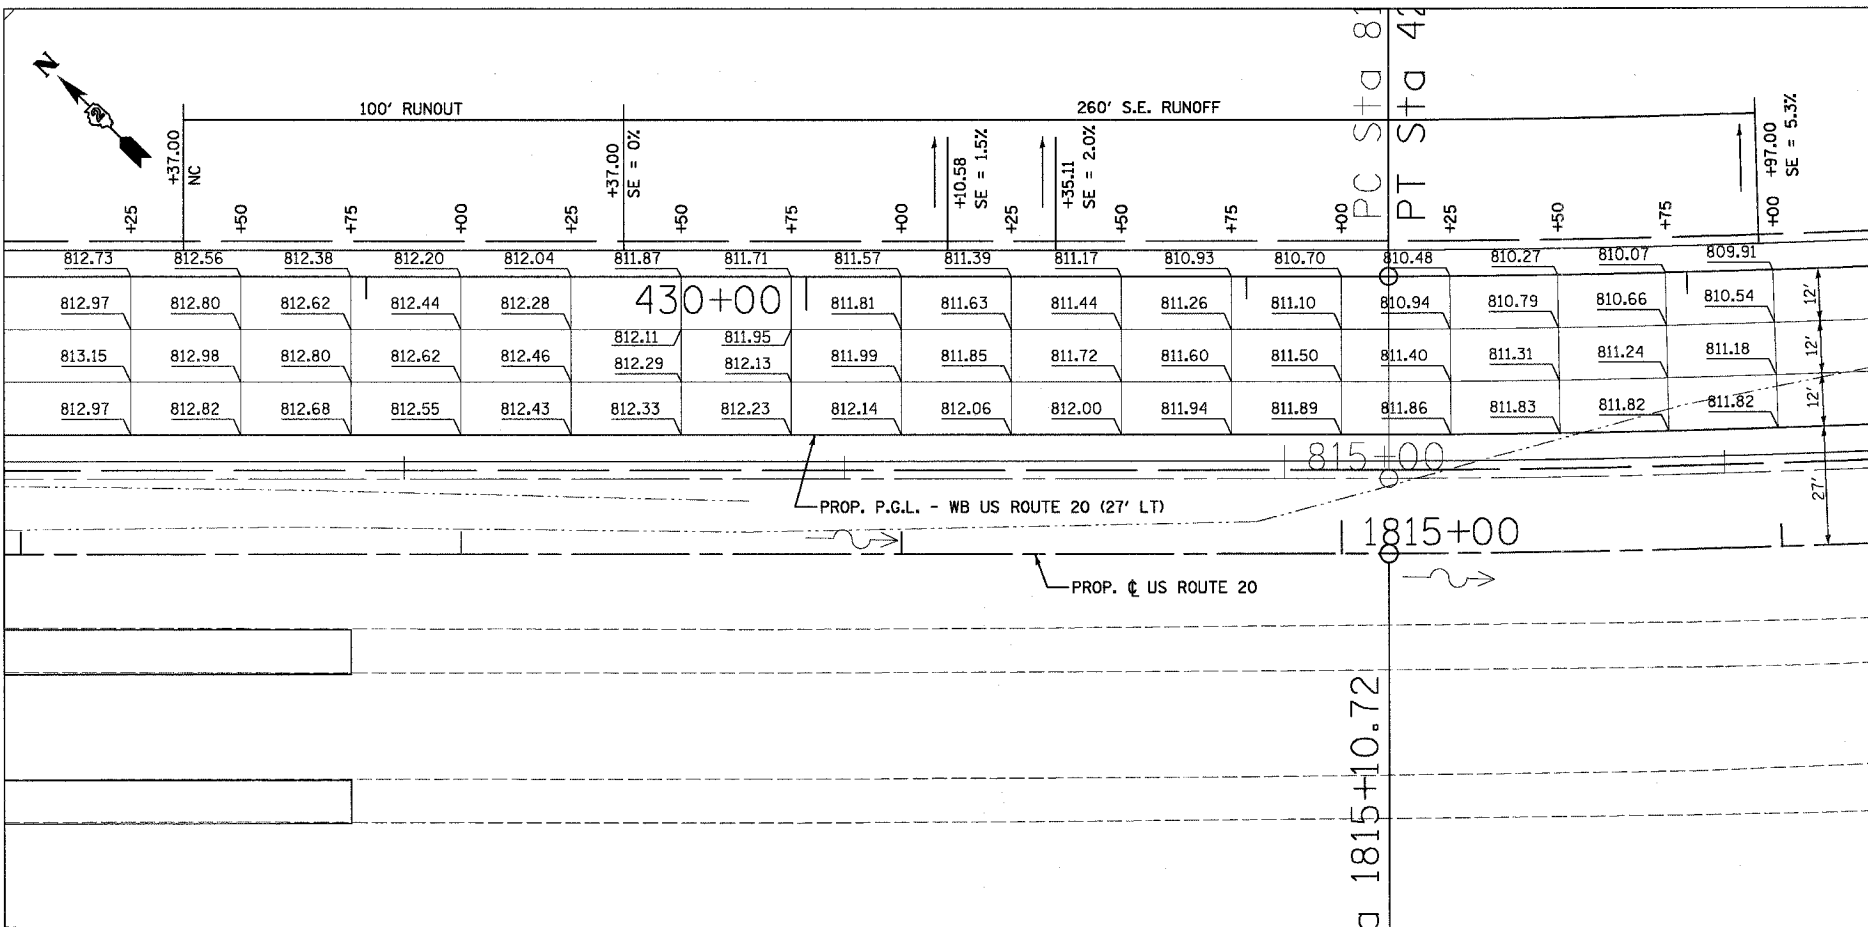 PC Sta 81
PT Sta 42
N
2
100' RUNOUT
260' S.E. RUNOFF
+37.00
NC
+37.00
SE = 0%
+10.58
SE = 1.5%
+35.11
SE = 2.0%
+97.00
SE = 5.3%
+25 +50 +75 +00 +25 +50 +75 +00 +25 +50 +75 +00 +25 +50 +75 +00
812.73 812.56 812.38 812.20 812.04 811.87 811.71 811.57 811.39 811.17 810.93 810.70 810.48 810.27 810.07 809.91
812.97 812.80 812.62 812.44 812.28 430+00 811.81 811.63 811.44 811.26 811.10 810.94 810.79 810.66 810.54 12'
812.11 811.95
813.15 812.98 812.80 812.62 812.46 812.29 812.13 811.99 811.85 811.72 811.60 811.50 811.40 811.31 811.24 811.18 12'
812.97 812.82 812.68 812.55 812.43 812.33 812.23 812.14 812.06 812.00 811.94 811.89 811.86 811.83 811.82 811.82 12'
815+00
27'
PROP. P.G.L. - WB US ROUTE 20 (27' LT)
1815+00
PROP. ℄ US ROUTE 20
a 1815+10.72